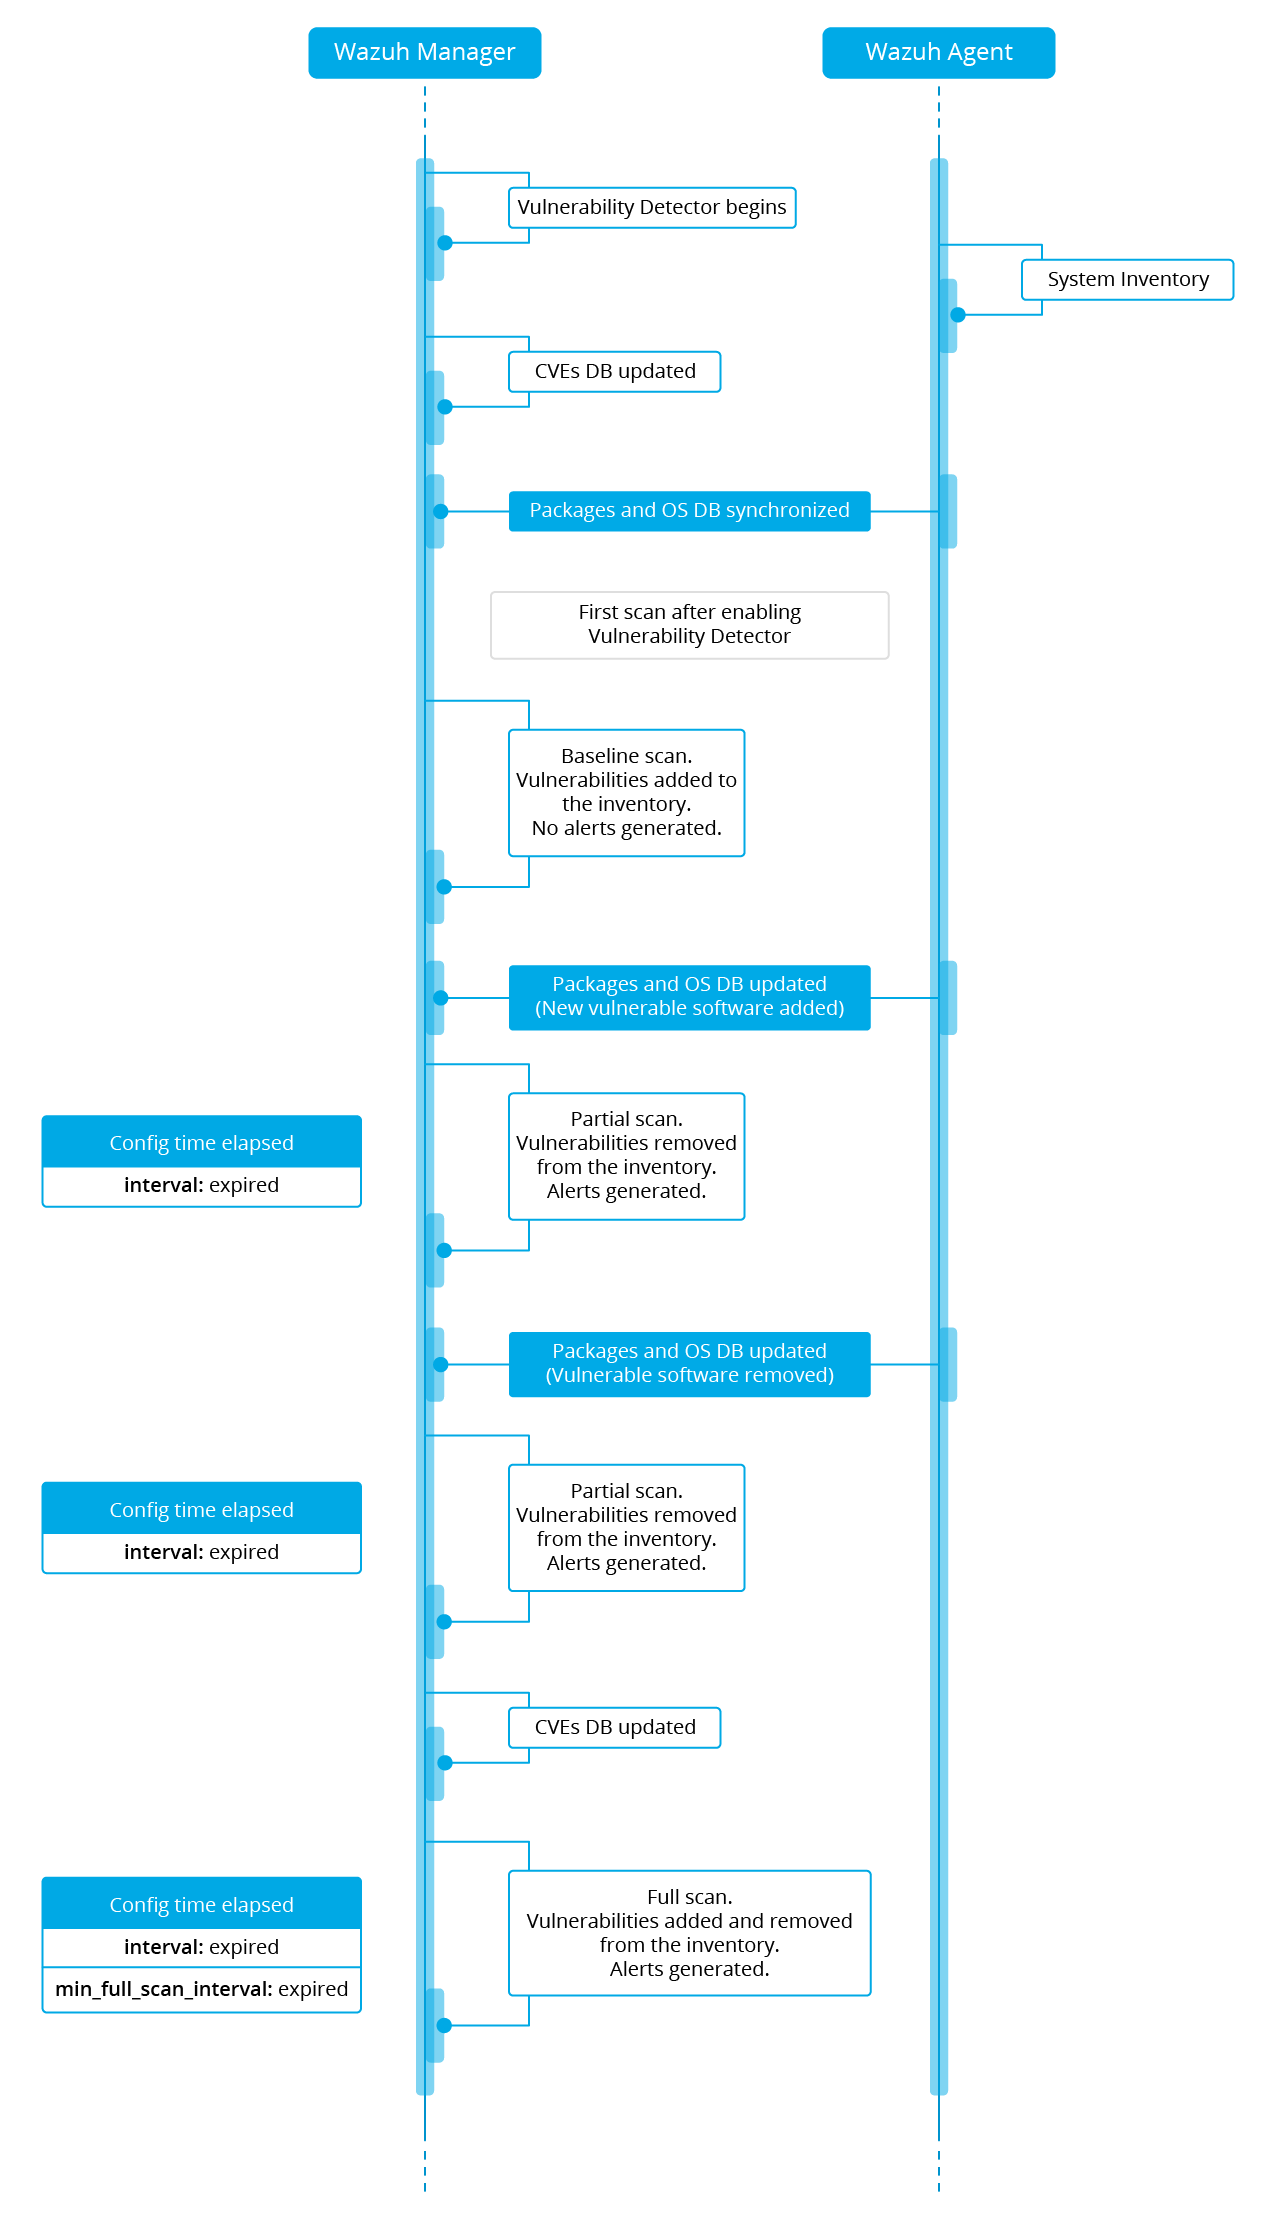 Wazuh Manager
Wazuh Agent
Vulnerability Detector begins
System Inventory
CVEs DB updated
Packages and OS DB synchronized
First scan after enabling
Vulnerability Detector
Baseline scan.
Vulnerabilities added to
the inventory.
No alerts generated.
Packages and OS DB updated
(New vulnerable software added)
Config time elapsed
interval: expired
Partial scan.
Vulnerabilities removed
from the inventory.
Alerts generated.
Packages and OS DB updated
(Vulnerable software removed)
Config time elapsed
interval: expired
Partial scan.
Vulnerabilities removed
from the inventory.
Alerts generated.
CVEs DB updated
Config time elapsed
interval: expired
min_full_scan_interval: expired
Full scan.
Vulnerabilities added and removed
from the inventory.
Alerts generated.